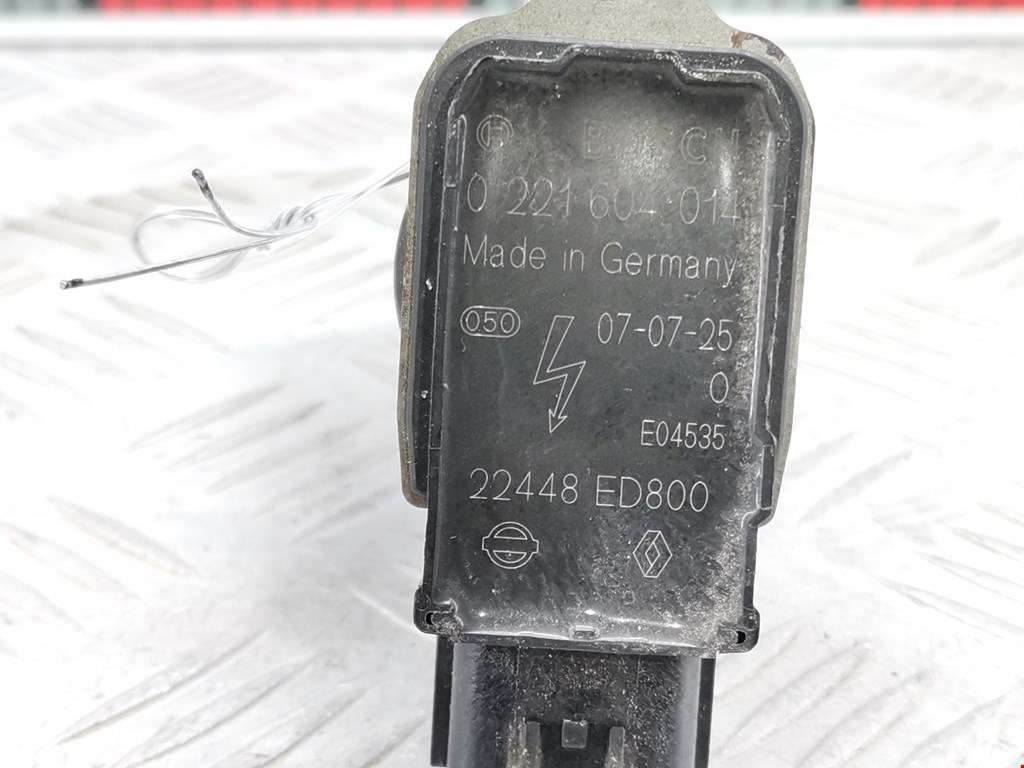 BOSCH
0 221 604 014
Made in Germany
050 07-07-25
0
E04535
22448 ED800